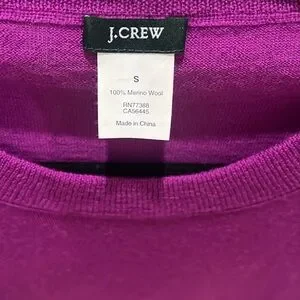 J.CREW
S
100% Merino Wool
RN77388
CA56445
Made in China